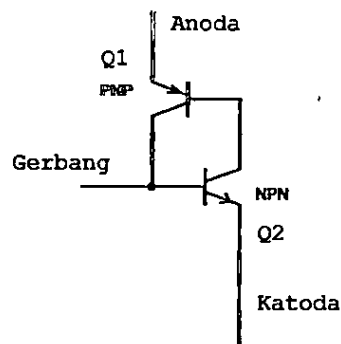 Anoda
Q1
PNP
Gerbang
NPN
Q2
Katoda